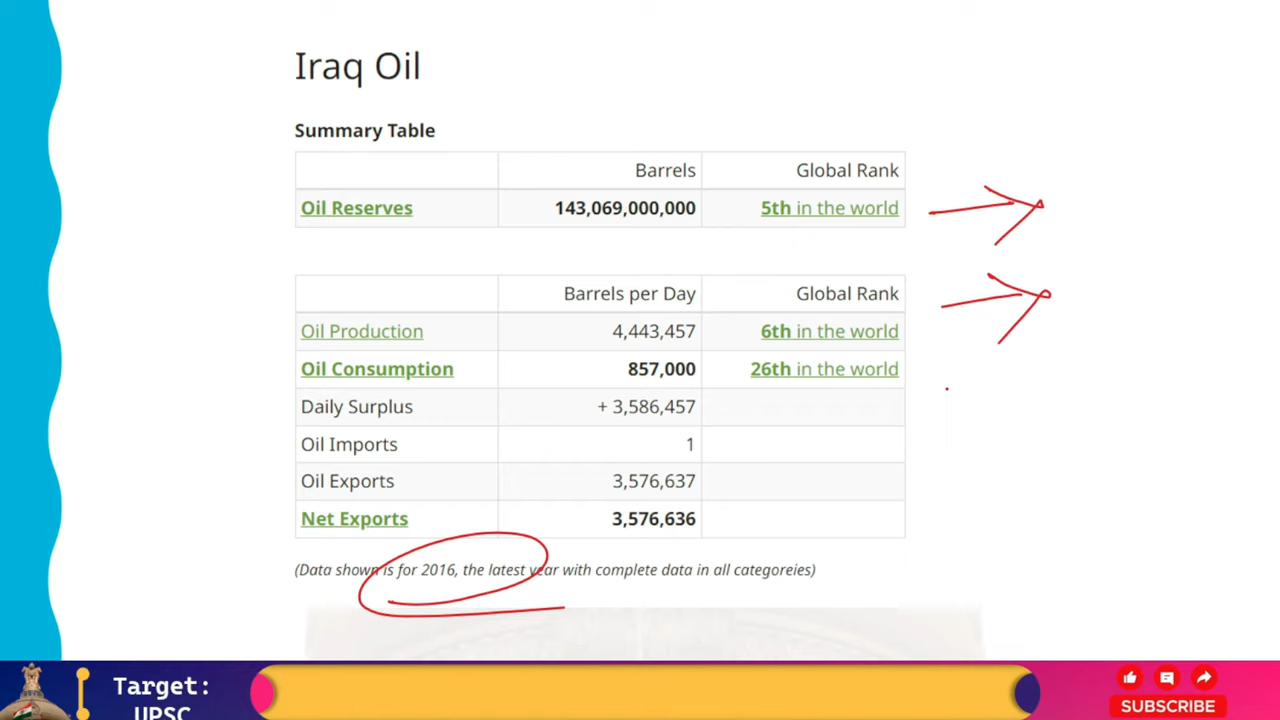 Iraq Oil
Summary Table
Barrels Global Rank
Oil Reserves 143,069,000,000 5th in the world
Barrels per Day Global Rank
Oil Production 4,443,457 6th in the world
Oil Consumption 857,000 26th in the world
Daily Surplus + 3,586,457
Oil Imports 1
Oil Exports 3,576,637
Net Exports 3,576,636
(Data shown is for 2016, the latest year with complete data in all categoreies)
Target:
UPSC
SUBSCRIBE